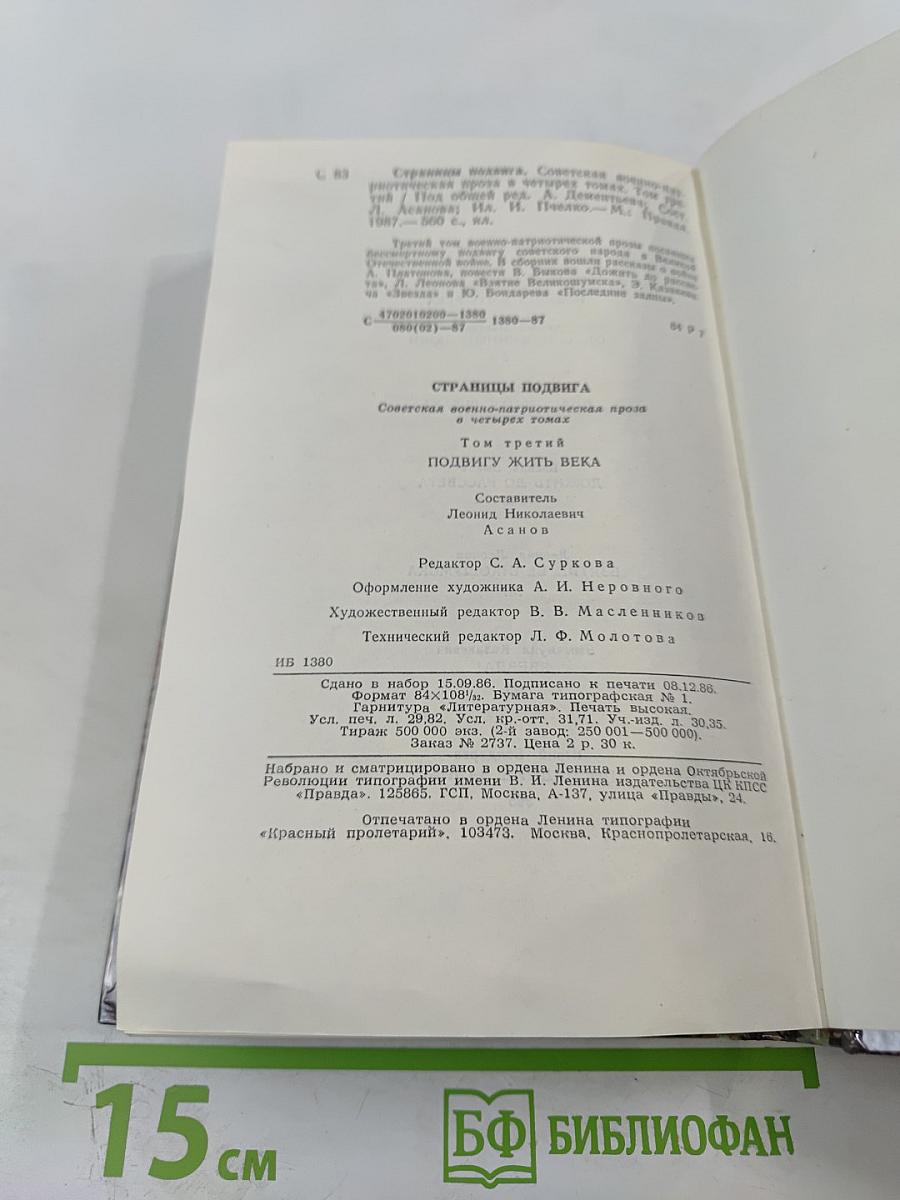 С 83
Страницы подвига. Советская военно-пат-
риотическая проза в четырех томах. Том тре-
тий / Под общей ред. А. Дементьева; Сост.
Л. Асанова; Ил. И. Пчелко.— М.: Правда,
1987.— 560 с., ил.
Третий том военно-патриотической прозы посвящен
бессмертному подвигу советского народа в Великой
Отечественной войне. В сборник вошли рассказы о войне
А. Платонова, повести В. Быкова «Дожить до рассве-
та», Л. Леонова «Взятие Великошумска», Э. Казакеви-
ча «Звезда» и Ю. Бондарева «Последние залпы».
С 4702010200—1380 1380—87
080(02)—87
84 Р 7
СТРАНИЦЫ ПОДВИГА
Советская военно-патриотическая проза
в четырех томах
Том третий
ПОДВИГУ ЖИТЬ ВЕКА
Составитель
Леонид Николаевич
Асанов
Редактор С. А. Суркова
Оформление художника А. И. Неровного
Художественный редактор В. В. Масленников
Технический редактор Л. Ф. Молотова
ИБ 1380
Сдано в набор 15.09.86. Подписано к печати 08.12.86.
Формат 84×108¹/₃₂. Бумага типографская № 1.
Гарнитура «Литературная». Печать высокая.
Усл. печ. л. 29,82. Усл. кр.-отт. 31,71. Уч.-изд. л. 30,35.
Тираж 500 000 экз. (2-й завод: 250 001—500 000).
Заказ № 2737. Цена 2 р. 30 к.
Набрано и сматрицировано в ордена Ленина и ордена Октябрьской
Революции типографии имени В. И. Ленина издательства ЦК КПСС
«Правда». 125865. ГСП, Москва, А-137, улица «Правды», 24.
Отпечатано в ордена Ленина типографии
«Красный пролетарий». 103473. Москва, Краснопролетарская, 16.
15 см
БФ БИБЛИОФАН